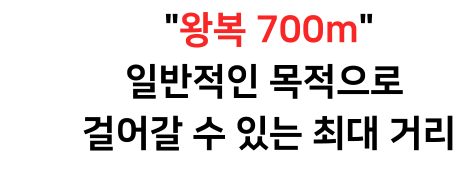 "왕복 700m"
일반적인 목적으로
걸어갈 수 있는 최대 거리